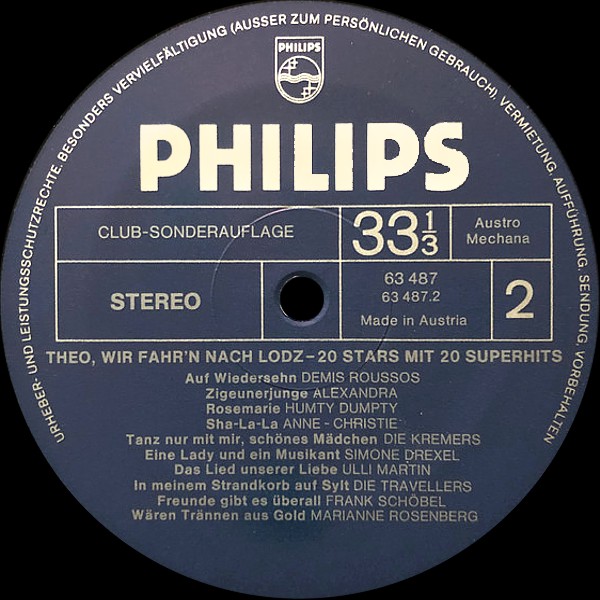 URHEBER- UND LEISTUNGSSCHUTZRECHTE, BESONDERS VERVIELFÄLTIGUNG (AUSSER ZUM PERSÖNLICHEN GEBRAUCH), VERMIETUNG, AUFFÜHRUNG, SENDUNG, VORBEHALTEN
PHILIPS
PHILIPS
CLUB-SONDERAUFLAGE
33 1/3
Austro
Mechana
STEREO
63 487
63 487.2
Made in Austria
2
THEO, WIR FAHR'N NACH LODZ–20 STARS MIT 20 SUPERHITS
Auf Wiedersehn DEMIS ROUSSOS
Zigeunerjunge ALEXANDRA
Rosemarie HUMTY DUMPTY
Sha-La-La ANNE - CHRISTIE
Tanz nur mit mir, schönes Mädchen DIE KREMERS
Eine Lady und ein Musikant SIMONE DREXEL
Das Lied unserer Liebe ULLI MARTIN
In meinem Strandkorb auf Sylt DIE TRAVELLERS
Freunde gibt es überall FRANK SCHÖBEL
Wären Trännen aus Gold MARIANNE ROSENBERG